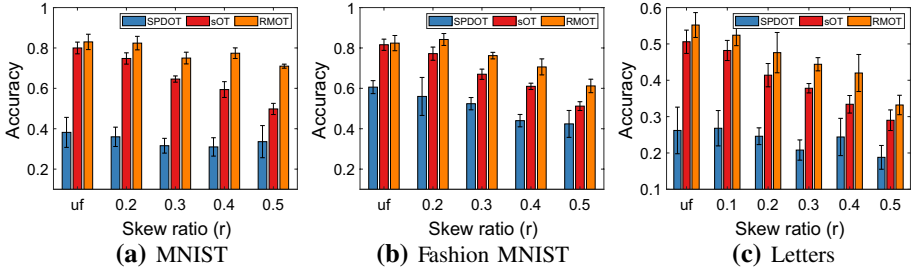 SPDOT sOT RMOT
Accuracy
1
0.8
0.6
0.4
0.2
uf 0.2 0.3 0.4 0.5
Skew ratio (r)
(a) MNIST
SPDOT sOT RMOT
Accuracy
1
0.8
0.6
0.4
0.2
uf 0.2 0.3 0.4 0.5
Skew ratio (r)
(b) Fashion MNIST
SPDOT sOT RMOT
Accuracy
0.6
0.5
0.4
0.3
0.2
0.1
uf 0.1 0.2 0.3 0.4 0.5
Skew ratio (r)
(c) Letters